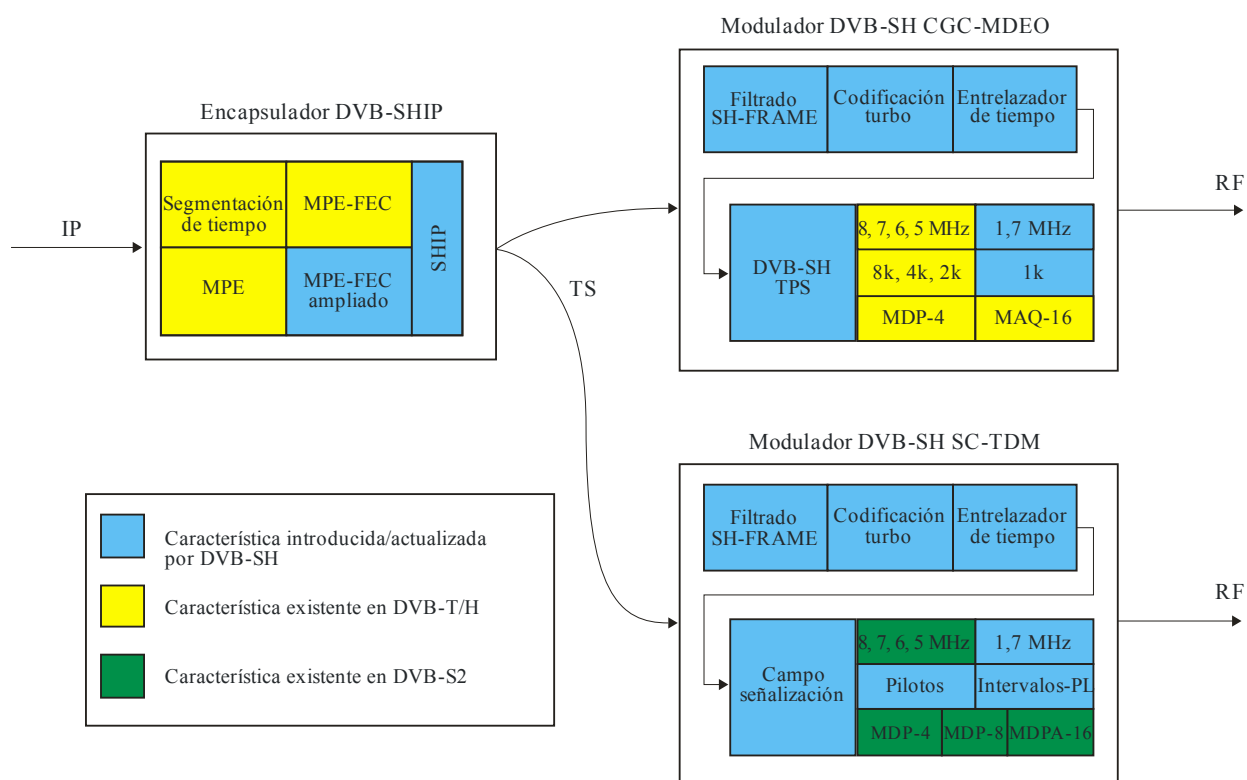 Modulador DVB-SH CGC-MDEO
Filtrado
SH-FRAME
Codificación
turbo
Entrelazador
de tiempo
Encapsulador DVB-SHIP
Segmentación
de tiempo
MPE-FEC
MPE
MPE-FEC
ampliado
SHIP
IP
TS
RF
DVB-SH
TPS
8, 7, 6, 5 MHz
1,7 MHz
8k, 4k, 2k
1k
MDP-4
MAQ-16
Modulador DVB-SH SC-TDM
Filtrado
SH-FRAME
Codificación
turbo
Entrelazador
de tiempo
RF
Campo
señalización
8, 7, 6, 5 MHz
1,7 MHz
Pilotos
Intervalos-PL
MDP-4
MDP-8
MDPA-16
Característica introducida/actualizada
por DVB-SH
Característica existente en DVB-T/H
Característica existente en DVB-S2